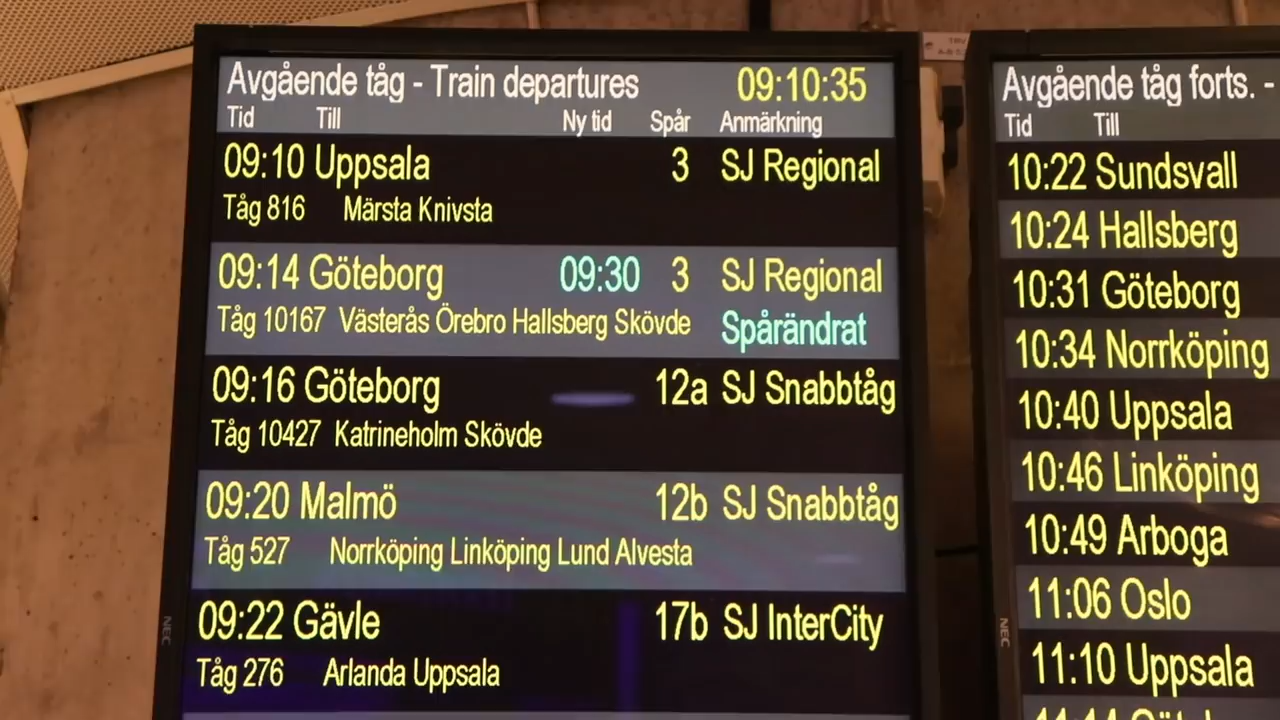 Avgående tåg - Train departures 09:10:35
Tid Till Ny tid Spår Anmärkning
09:10 Uppsala 3 SJ Regional
Tåg 816 Märsta Knivsta
09:14 Göteborg 09:30 3 SJ Regional
Tåg 10167 Västerås Örebro Hallsberg Skövde Spårändrat
09:16 Göteborg 12a SJ Snabbtåg
Tåg 10427 Katrineholm Skövde
09:20 Malmö 12b SJ Snabbtåg
Tåg 527 Norrköping Linköping Lund Alvesta
09:22 Gävle 17b SJ InterCity
Tåg 276 Arlanda Uppsala
NEC
Avgående tåg forts. -
Tid Till
10:22 Sundsvall
10:24 Hallsberg
10:31 Göteborg
10:34 Norrköping
10:40 Uppsala
10:46 Linköping
10:49 Arboga
11:06 Oslo
11:10 Uppsala
NEC